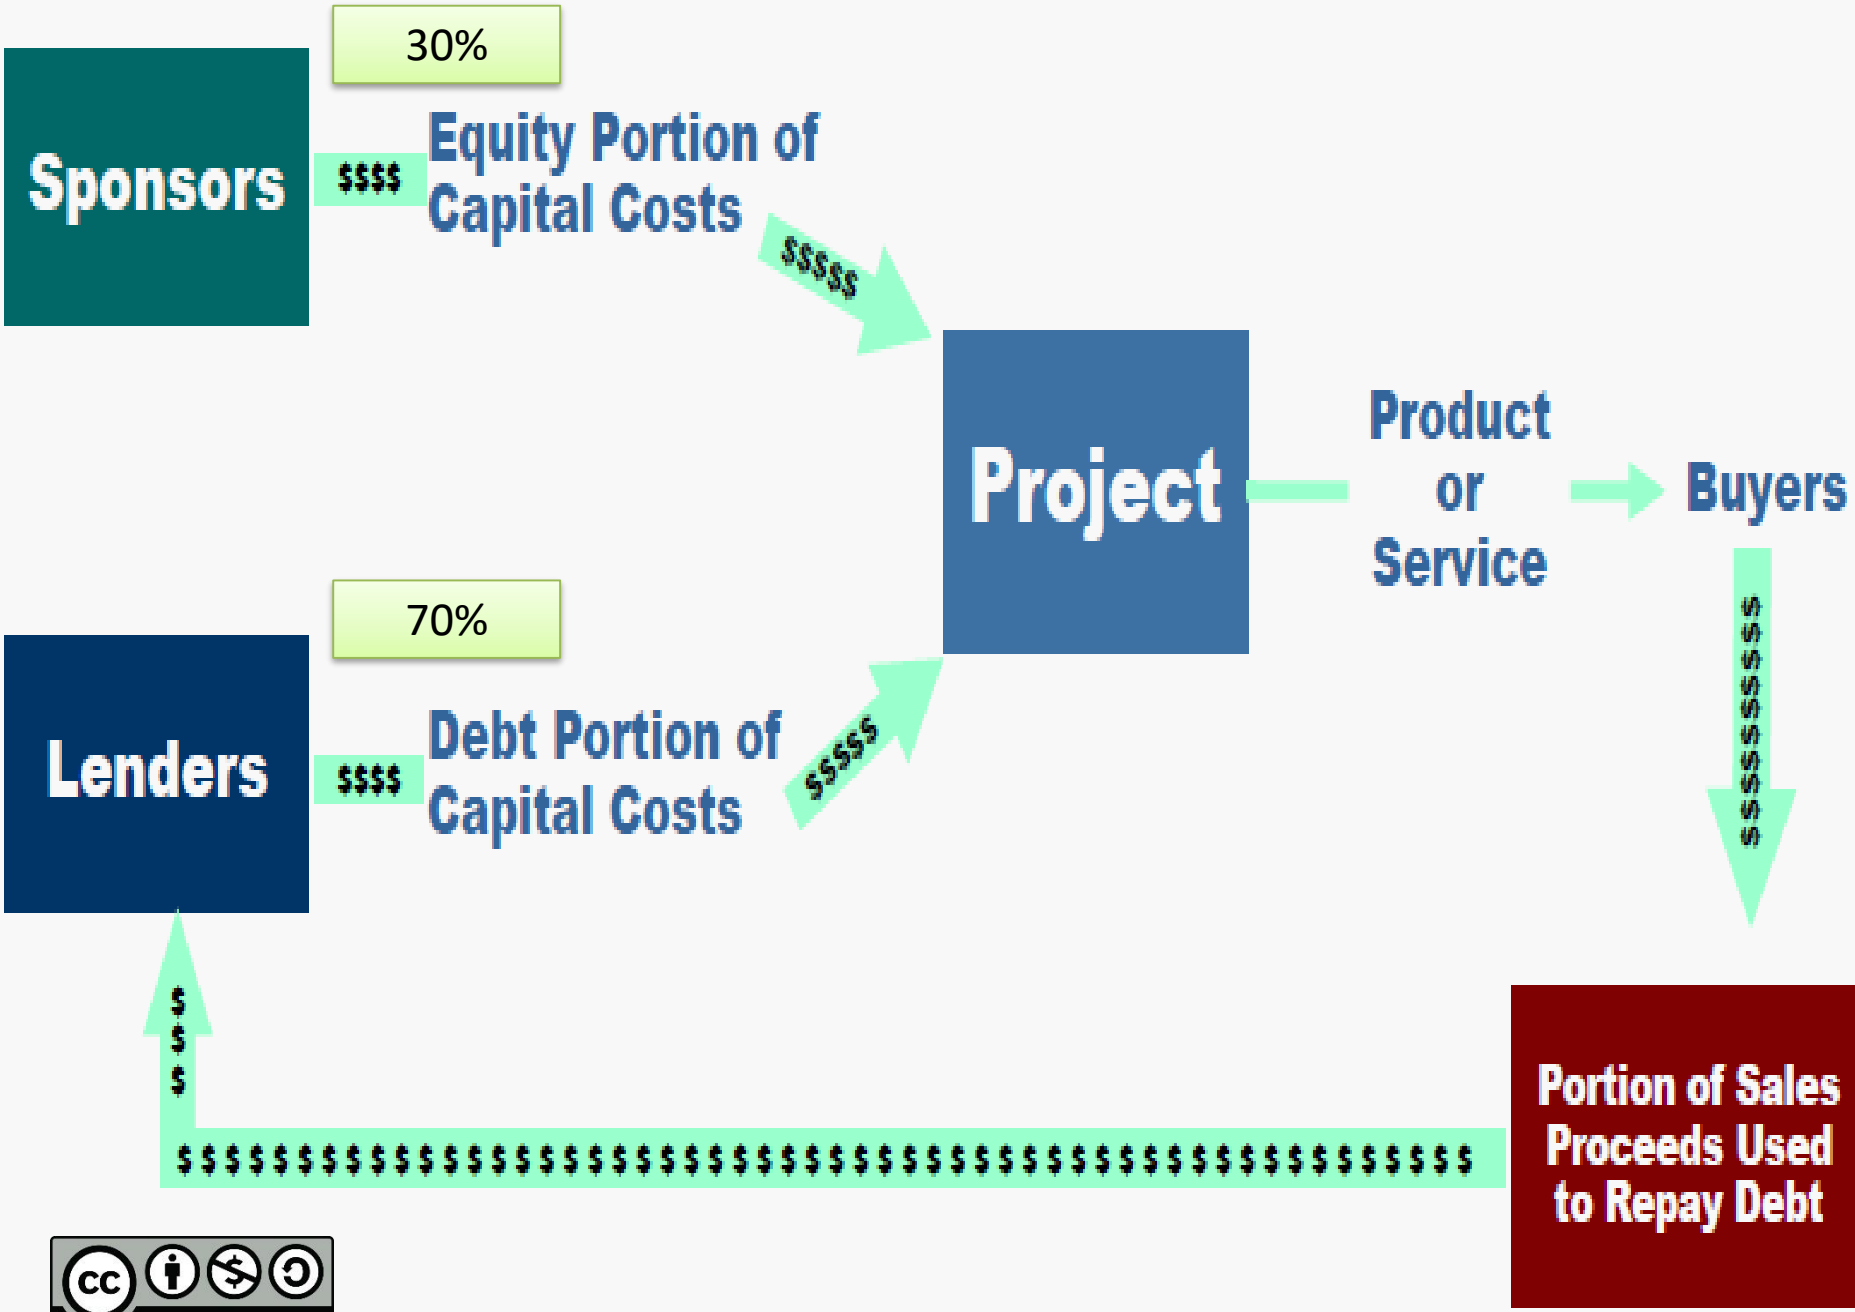 30%
Sponsors
$$$$
Equity Portion of
Capital Costs
$$$$$
Project
Product
or
Service
Buyers
$$$$$$$$$$
70%
Lenders
$$$$
Debt Portion of
Capital Costs
$$$$$
$
$
$
$ $ $ $ $ $ $ $ $ $ $ $ $ $ $ $ $ $ $ $ $ $ $ $ $ $ $ $ $ $ $ $ $ $ $ $ $ $ $ $ $ $ $ $ $ $ $ $ $ $ $ $ $ $
Portion of Sales
Proceeds Used
to Repay Debt
cc